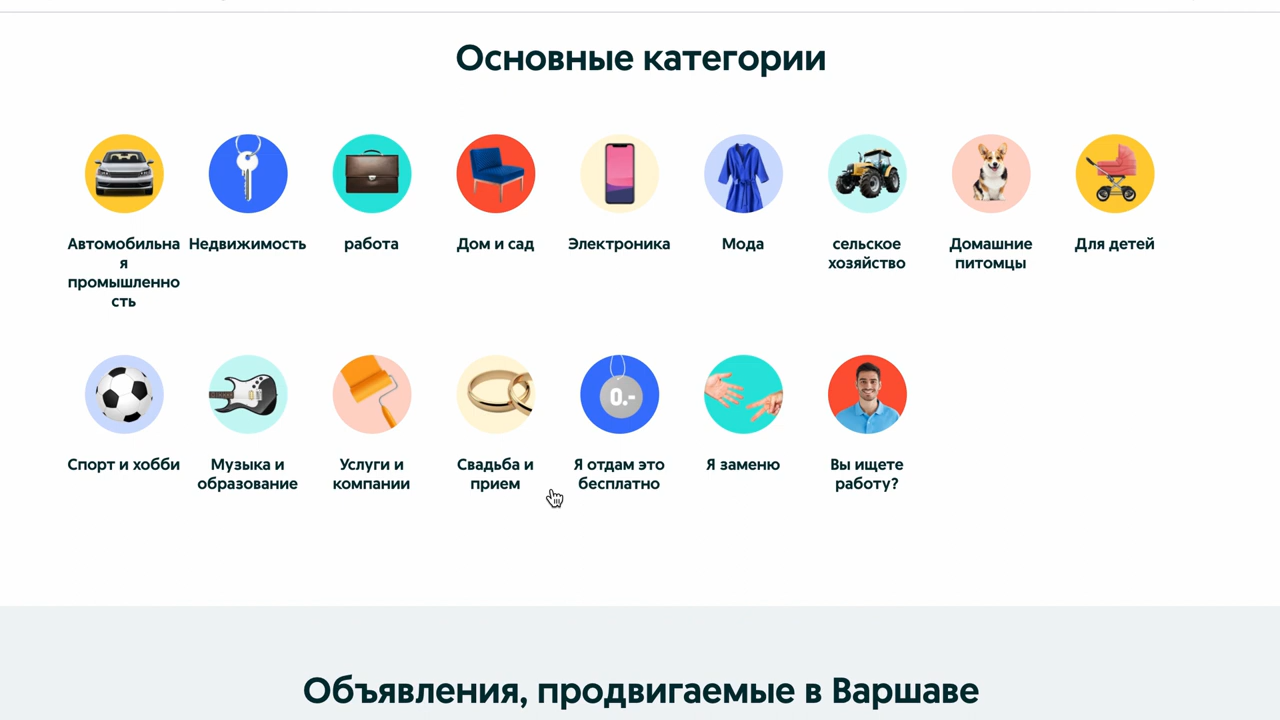 Основные категории
Автомобильна
я
промышленно
сть
Недвижимость
работа
Дом и сад
Электроника
Мода
сельское
хозяйство
Домашние
питомцы
Для детей
0.-
Спорт и хобби
Музыка и
образование
Услуги и
компании
Свадьба и
прием
Я отдам это
бесплатно
Я заменю
Вы ищете
работу?
Объявления, продвигаемые в Варшаве